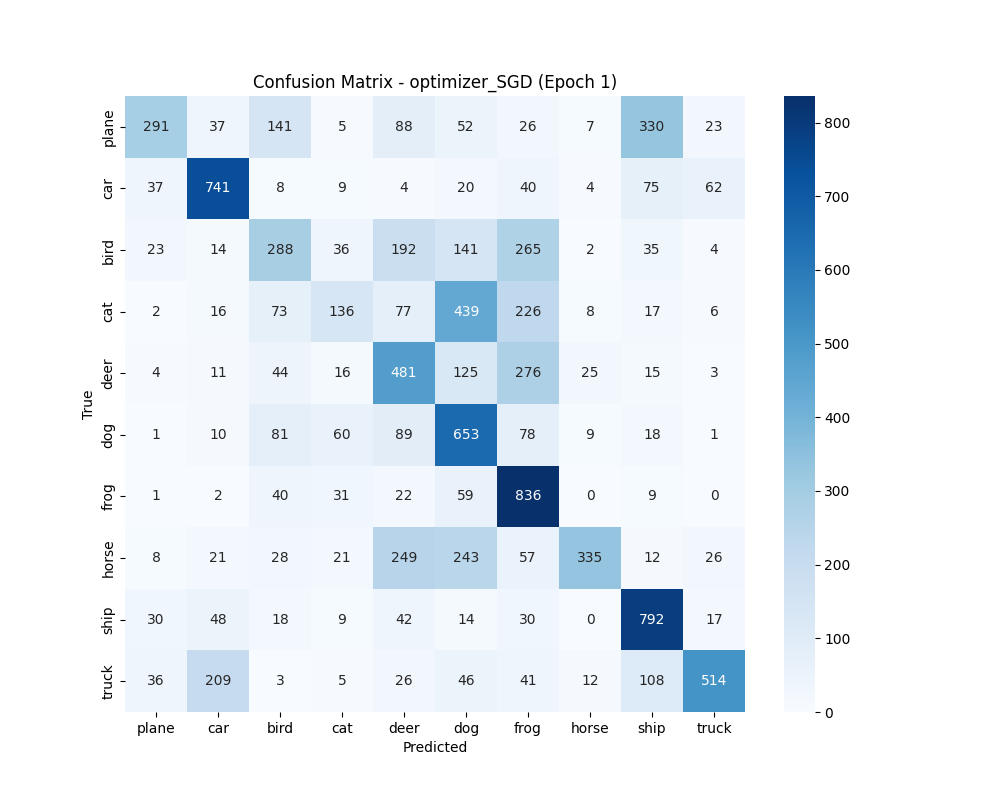 Confusion Matrix - optimizer_SGD (Epoch 1)
plane 291 37 141 5 88 52 26 7 330 23
car 37 741 8 9 4 20 40 4 75 62
bird 23 14 288 36 192 141 265 2 35 4
cat 2 16 73 136 77 439 226 8 17 6
deer 4 11 44 16 481 125 276 25 15 3
dog 1 10 81 60 89 653 78 9 18 1
frog 1 2 40 31 22 59 836 0 9 0
horse 8 21 28 21 249 243 57 335 12 26
ship 30 48 18 9 42 14 30 0 792 17
truck 36 209 3 5 26 46 41 12 108 514
plane car bird cat deer dog frog horse ship truck
Predicted
True
800
700
600
500
400
300
200
100
0